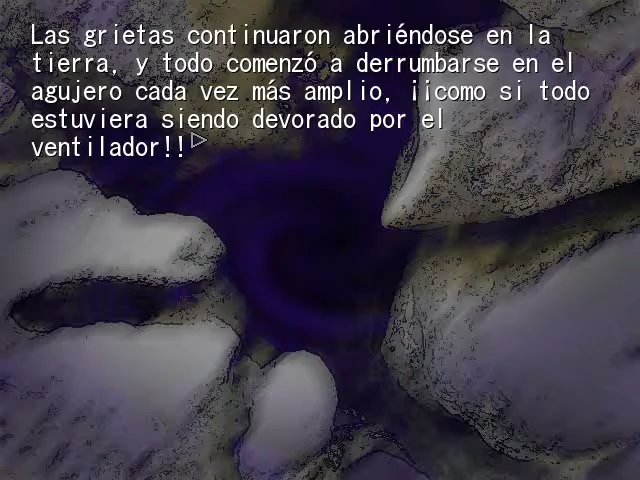 Las grietas continuaron abriéndose en la
tierra, y todo comenzó a derrumbarse en el
agujero cada vez más amplio, ¡¡como si todo
estuviera siendo devorado por el
ventilador!!